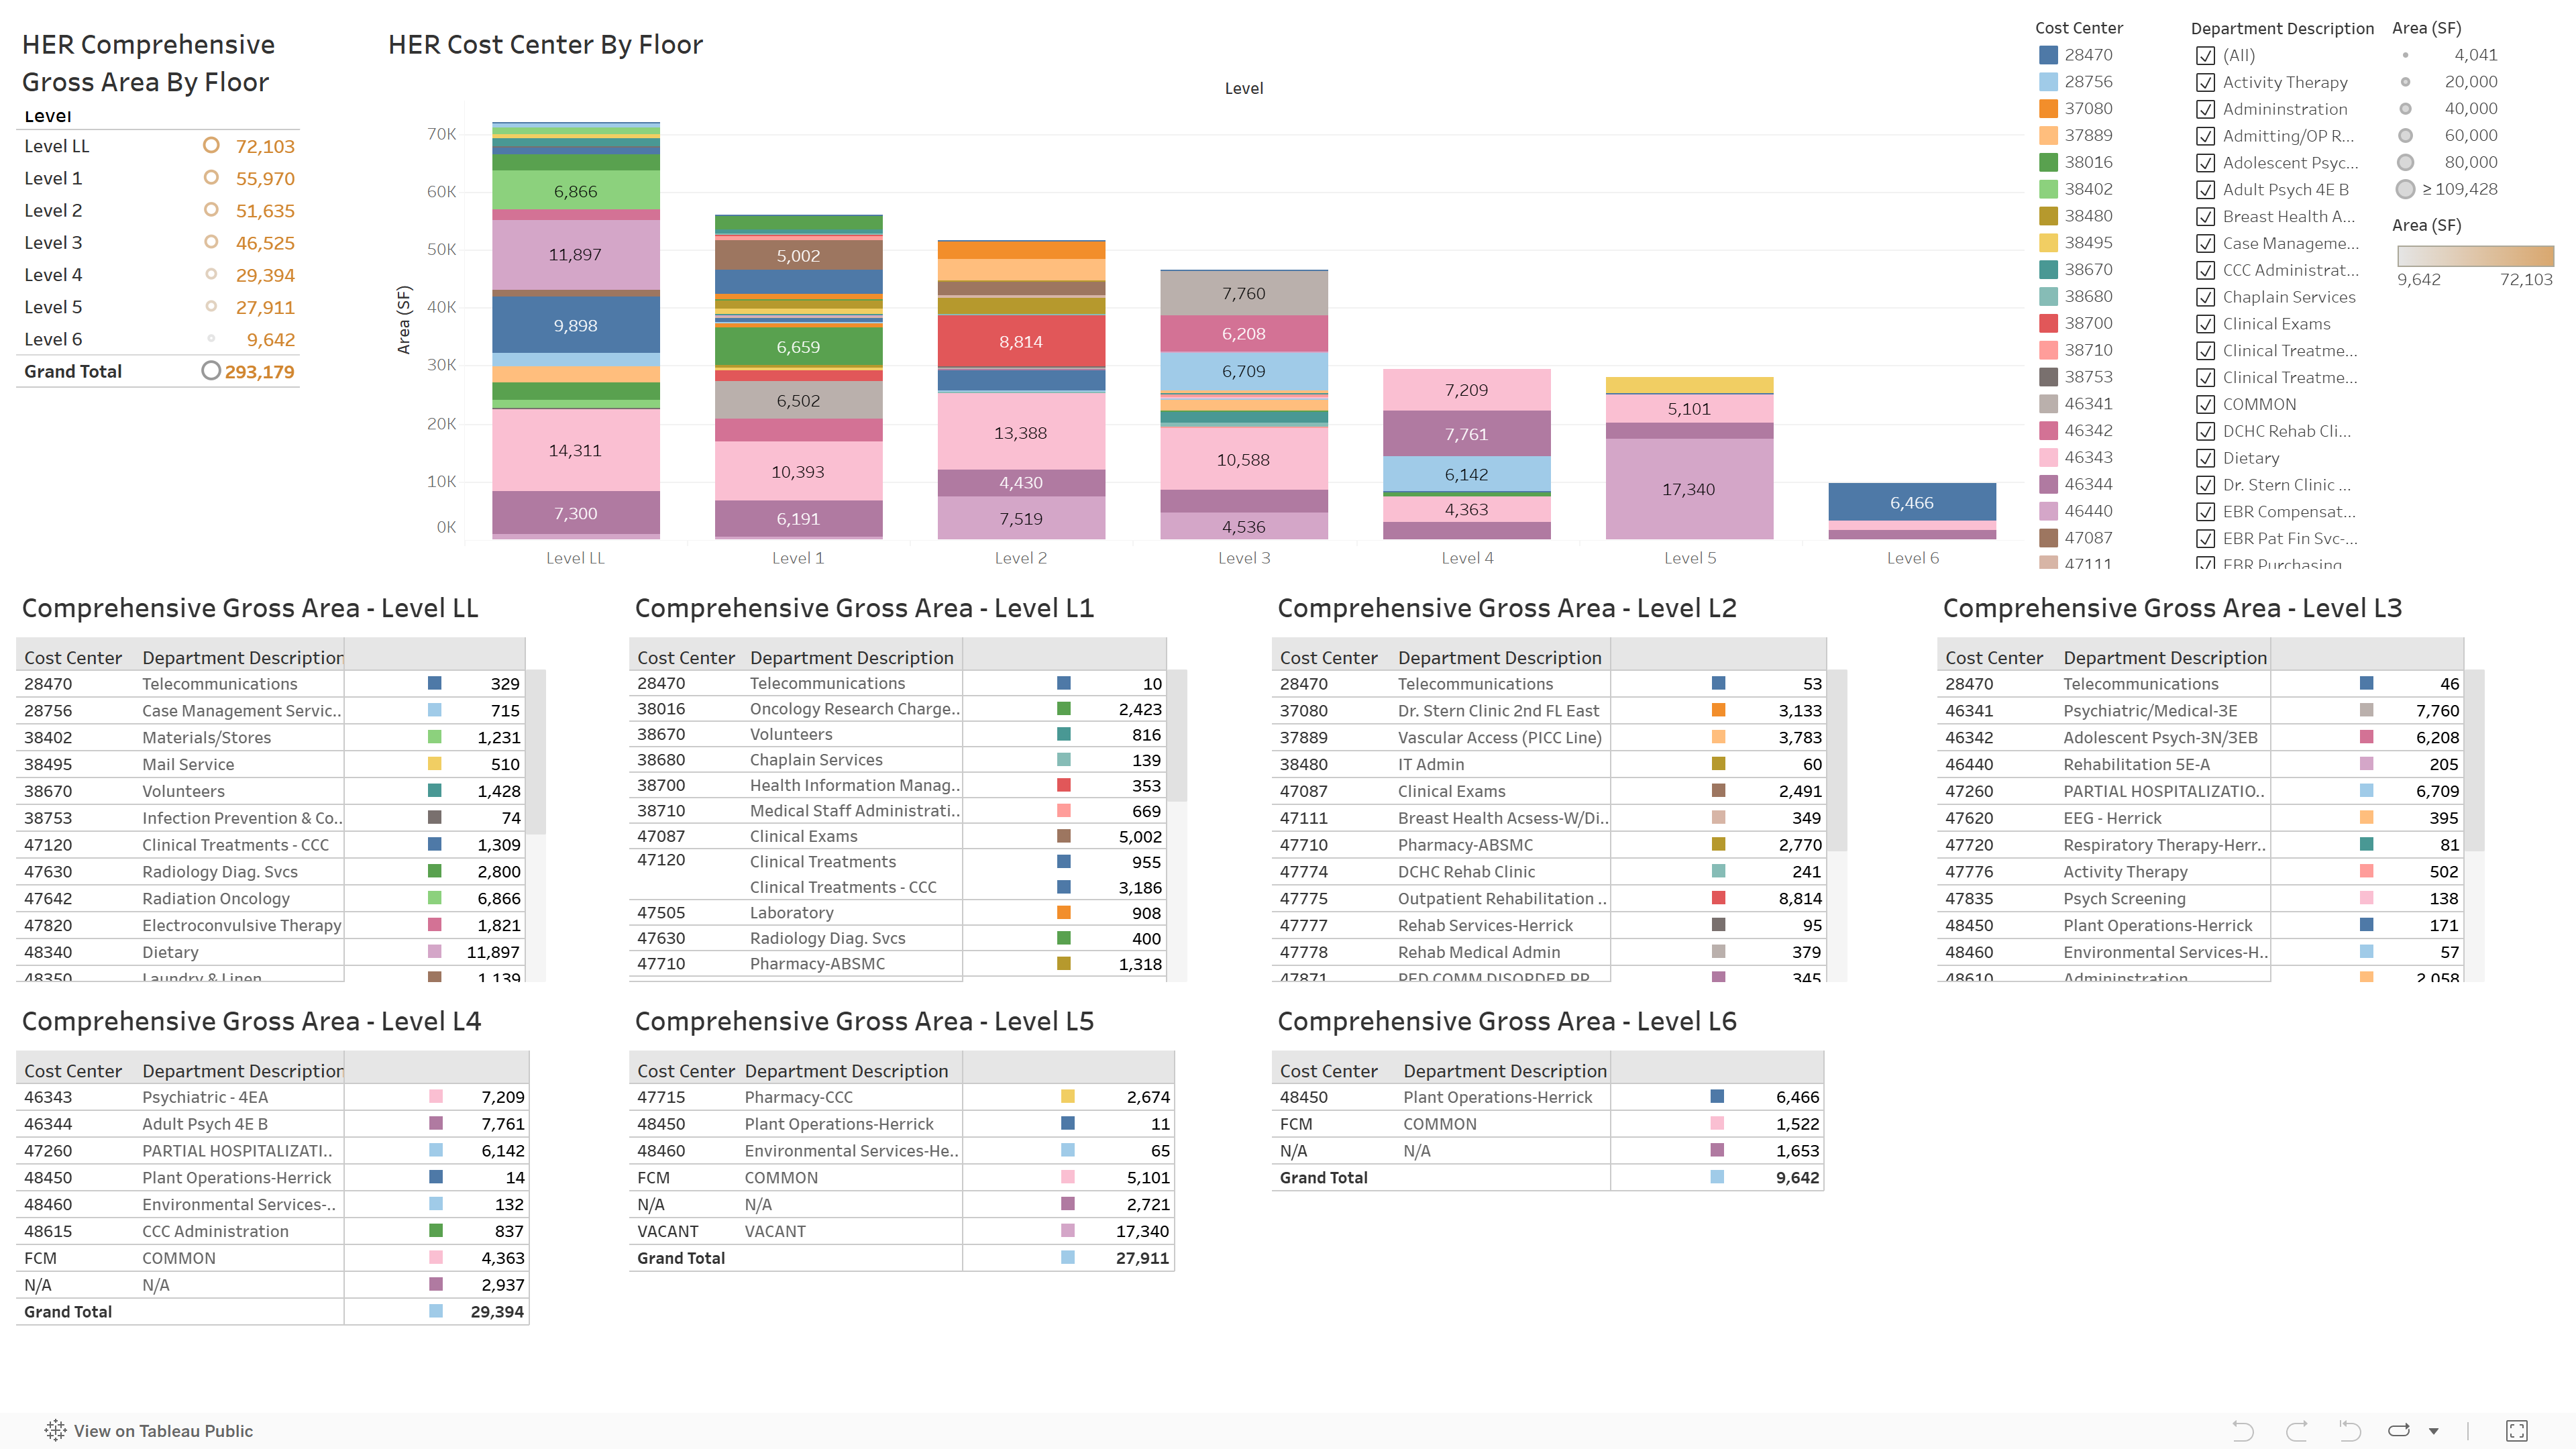 HER Comprehensive
Gross Area By Floor
Level
Level LL 72,103
Level 1 55,970
Level 2 51,635
Level 3 46,525
Level 4 29,394
Level 5 27,911
Level 6 9,642
Grand Total 293,179
HER Cost Center By Floor
Level
Area (SF)
70K
60K
50K
40K
30K
20K
10K
0K
6,866
11,897
9,898
14,311
7,300
5,002
6,659
6,502
10,393
6,191
8,814
13,388
4,430
7,519
7,760
6,208
6,709
10,588
4,536
7,209
7,761
6,142
4,363
5,101
17,340
6,466
Level LL Level 1 Level 2 Level 3 Level 4 Level 5 Level 6
Cost Center
28470
28756
37080
37889
38016
38402
38480
38495
38670
38680
38700
38710
38753
46341
46342
46343
46344
46440
47087
47111
Department Description
(All)
Activity Therapy
Admininstration
Admitting/OP R...
Adolescent Psyc...
Adult Psych 4E B
Breast Health A...
Case Manageme...
CCC Administrat...
Chaplain Services
Clinical Exams
Clinical Treatme...
Clinical Treatme...
COMMON
DCHC Rehab Cli...
Dietary
Dr. Stern Clinic ...
EBR Compensat...
EBR Pat Fin Svc-...
EBR Purchasing
Area (SF)
4,041
20,000
40,000
60,000
80,000
≥ 109,428
Area (SF)
9,642 72,103
Comprehensive Gross Area - Level LL
Cost Center Department Description
28470 Telecommunications 329
28756 Case Management Servic.. 715
38402 Materials/Stores 1,231
38495 Mail Service 510
38670 Volunteers 1,428
38753 Infection Prevention & Co.. 74
47120 Clinical Treatments - CCC 1,309
47630 Radiology Diag. Svcs 2,800
47642 Radiation Oncology 6,866
47820 Electroconvulsive Therapy 1,821
48340 Dietary 11,897
48350 Laundry & Linen 1,139
Comprehensive Gross Area - Level L1
Cost Center Department Description
28470 Telecommunications 10
38016 Oncology Research Charge.. 2,423
38670 Volunteers 816
38680 Chaplain Services 139
38700 Health Information Manag.. 353
38710 Medical Staff Administrati.. 669
47087 Clinical Exams 5,002
47120 Clinical Treatments 955
Clinical Treatments - CCC 3,186
47505 Laboratory 908
47630 Radiology Diag. Svcs 400
47710 Pharmacy-ABSMC 1,318
Comprehensive Gross Area - Level L2
Cost Center Department Description
28470 Telecommunications 53
37080 Dr. Stern Clinic 2nd FL East 3,133
37889 Vascular Access (PICC Line) 3,783
38480 IT Admin 60
47087 Clinical Exams 2,491
47111 Breast Health Acsess-W/Di.. 349
47710 Pharmacy-ABSMC 2,770
47774 DCHC Rehab Clinic 241
47775 Outpatient Rehabilitation .. 8,814
47777 Rehab Services-Herrick 95
47778 Rehab Medical Admin 379
47871 PED COMM DISORDER PR 345
Comprehensive Gross Area - Level L3
Cost Center Department Description
28470 Telecommunications 46
46341 Psychiatric/Medical-3E 7,760
46342 Adolescent Psych-3N/3EB 6,208
46440 Rehabilitation 5E-A 205
47260 PARTIAL HOSPITALIZATIO.. 6,709
47620 EEG - Herrick 395
47720 Respiratory Therapy-Herr.. 81
47776 Activity Therapy 502
47835 Psych Screening 138
48450 Plant Operations-Herrick 171
48460 Environmental Services-H.. 57
48610 Admininstration 2,058
Comprehensive Gross Area - Level L4
Cost Center Department Description
46343 Psychiatric - 4EA 7,209
46344 Adult Psych 4E B 7,761
47260 PARTIAL HOSPITALIZATI.. 6,142
48450 Plant Operations-Herrick 14
48460 Environmental Services-.. 132
48615 CCC Administration 837
FCM COMMON 4,363
N/A N/A 2,937
Grand Total 29,394
Comprehensive Gross Area - Level L5
Cost Center Department Description
47715 Pharmacy-CCC 2,674
48450 Plant Operations-Herrick 11
48460 Environmental Services-He.. 65
FCM COMMON 5,101
N/A N/A 2,721
VACANT VACANT 17,340
Grand Total 27,911
Comprehensive Gross Area - Level L6
Cost Center Department Description
48450 Plant Operations-Herrick 6,466
FCM COMMON 1,522
N/A N/A 1,653
Grand Total 9,642
View on Tableau Public